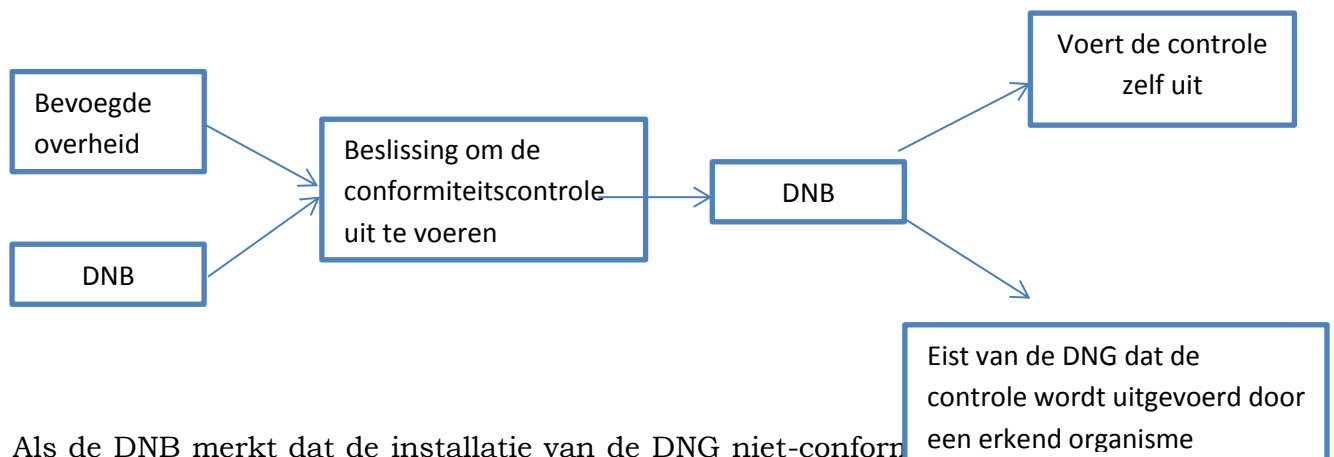 Bevoegde
overheid
DNB
Beslissing om de
conformiteitscontrole
uit te voeren
DNB
Voert de controle
zelf uit
Eist van de DNG dat de
controle wordt uitgevoerd door
een erkend organisme
Als de DNB merkt dat de installatie van de DNG